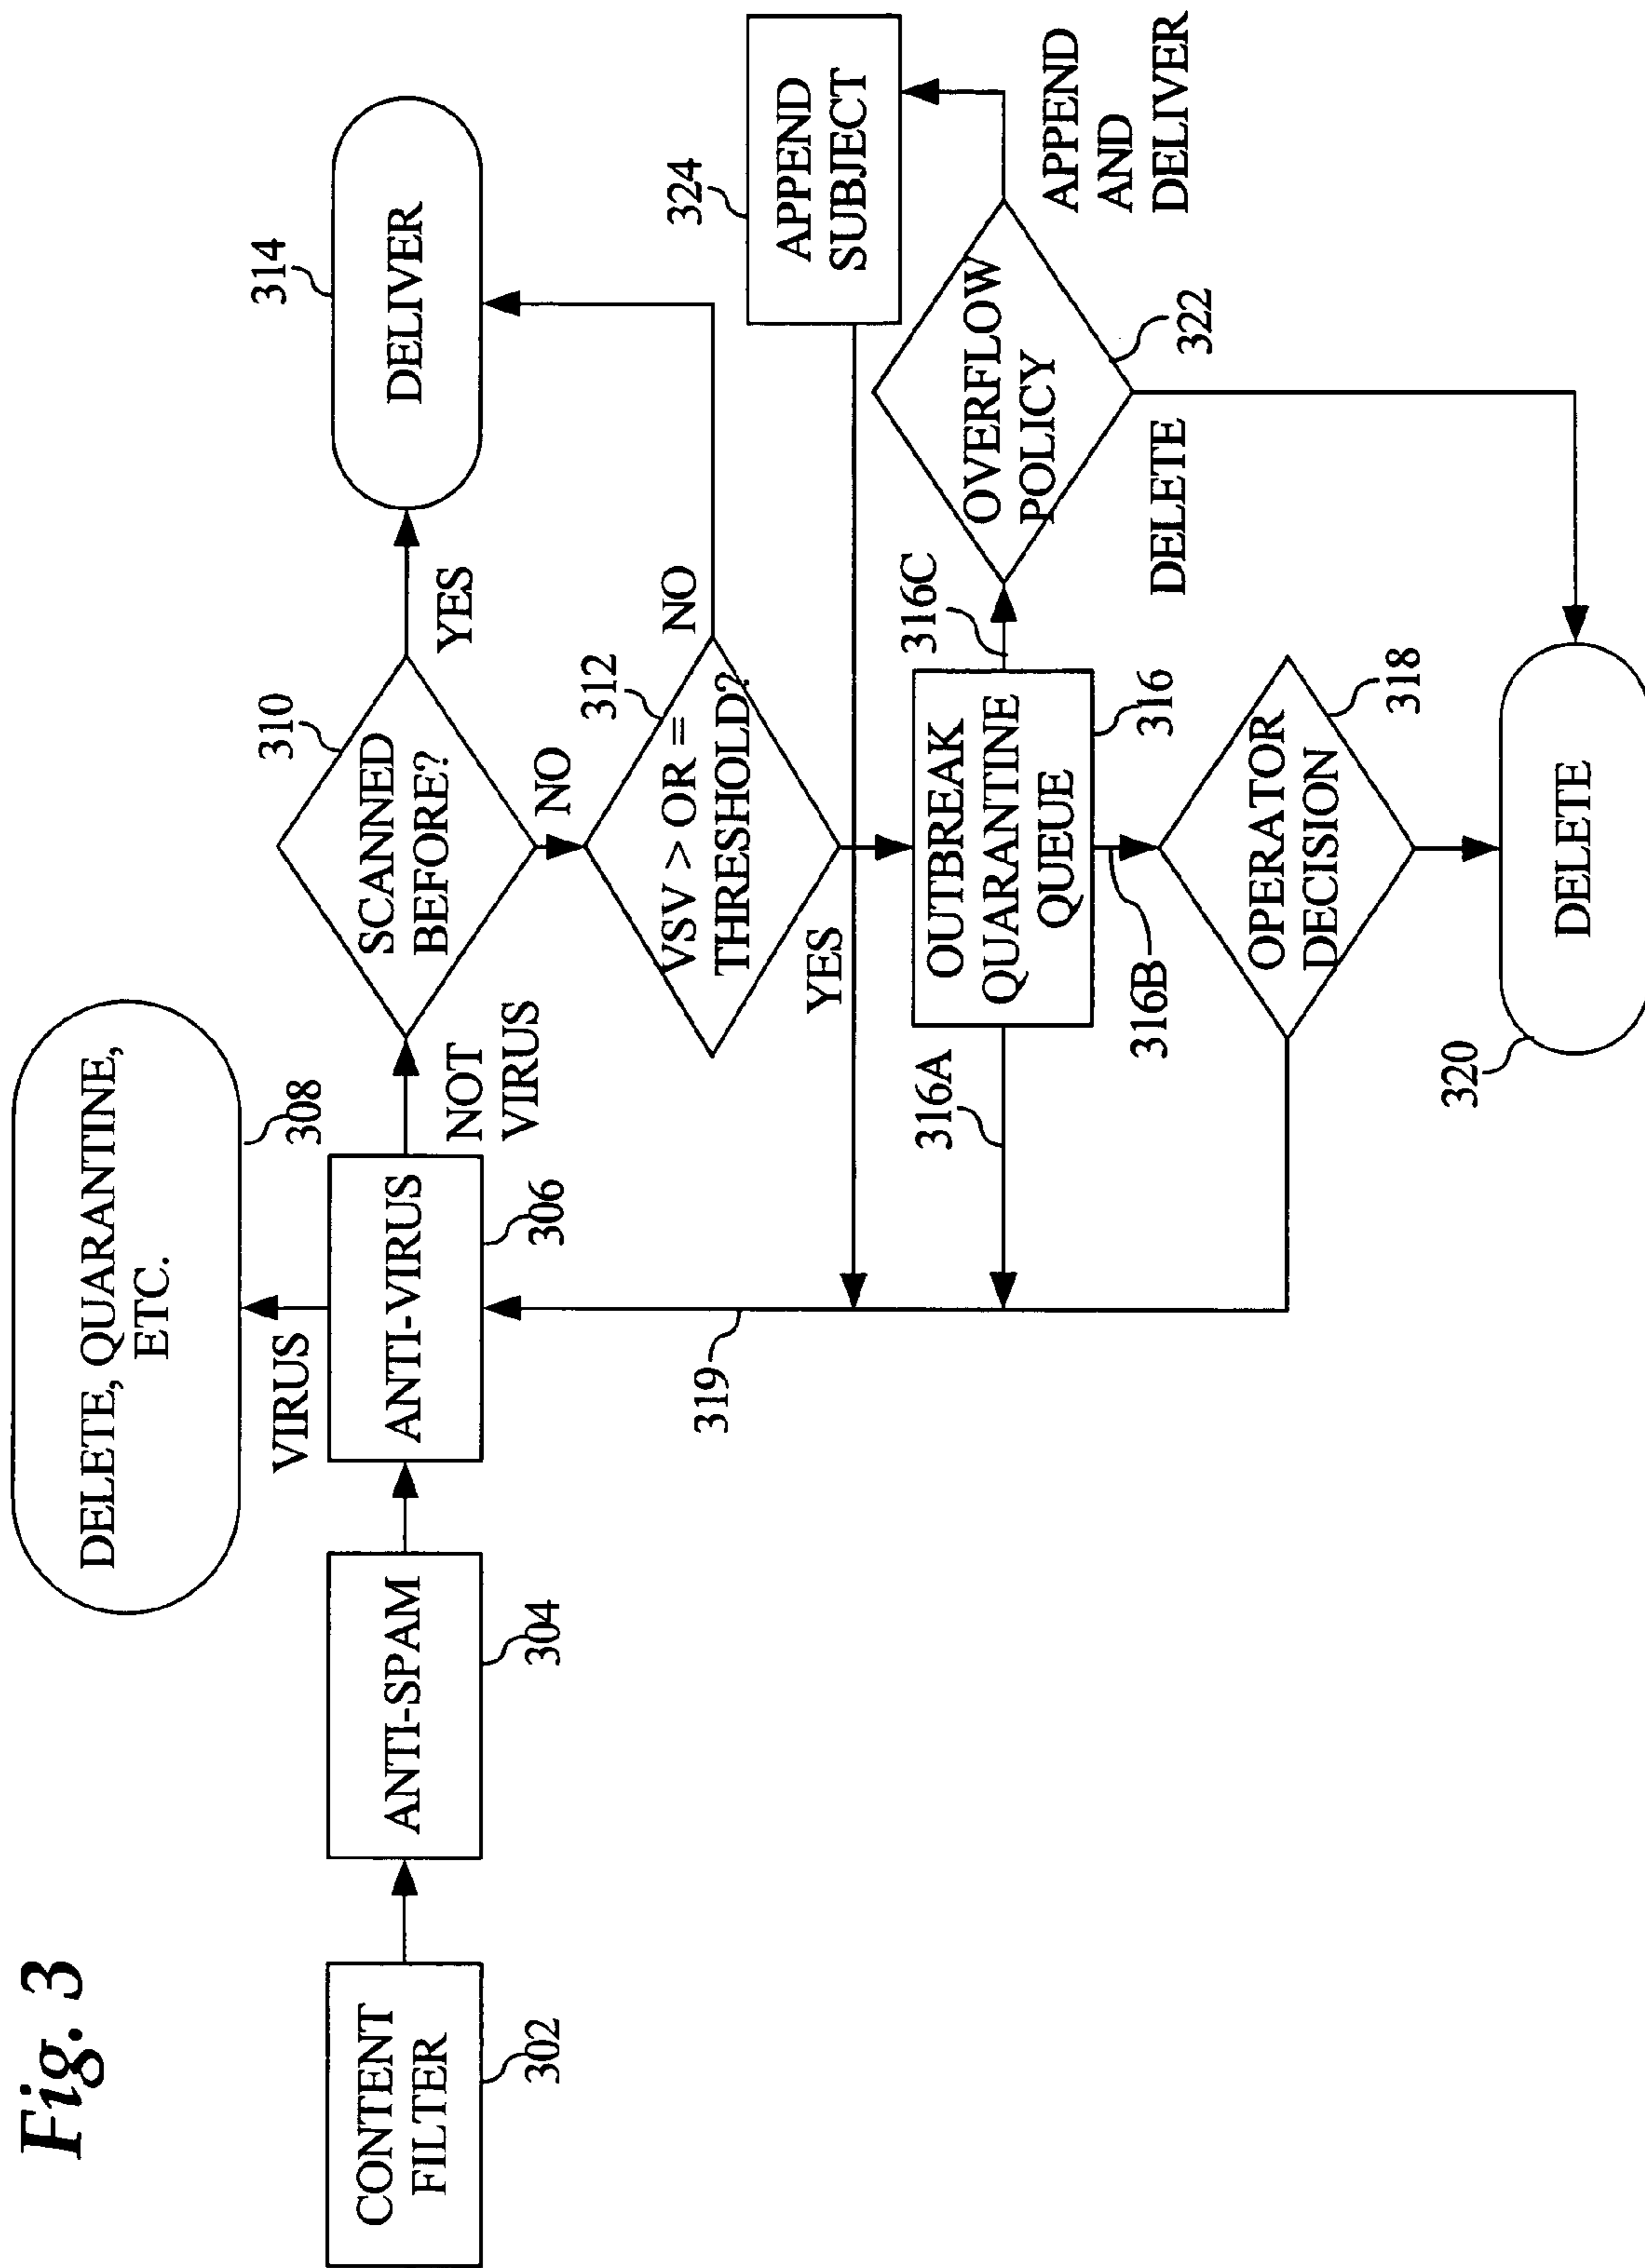 Fig. 3
CONTENT
FILTER
302
ANTI-SPAM
304
ANTI-VIRUS
306
VIRUS
DELETE, QUARANTINE,
ETC.
308
NOT
VIRUS
SCANNED
BEFORE?
310
YES
DELIVER
314
NO
VSV > OR =
THRESHOLD?
312
NO
YES
319
OUTBREAK
QUARANTINE
QUEUE
316
316A
316B
316C
OVERFLOW
POLICY
322
APPEND
SUBJECT
324
APPEND
AND
DELIVER
DELETE
OPERATOR
DECISION
318
DELETE
320